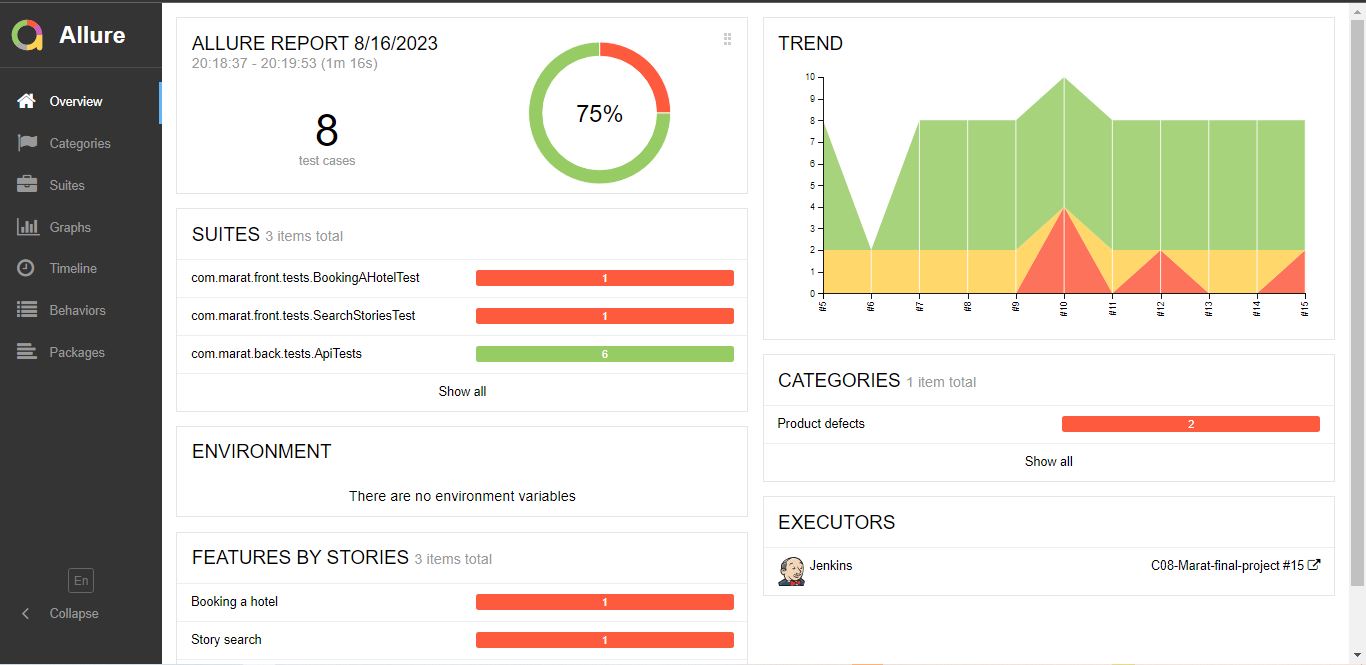 Allure
Overview
Categories
Suites
Graphs
Timeline
Behaviors
Packages
En
Collapse
ALLURE REPORT 8/16/2023
20:18:37 - 20:19:53 (1m 16s)
8
test cases
75%
SUITES 3 items total
com.marat.front.tests.BookingAHotelTest 1
com.marat.front.tests.SearchStoriesTest 1
com.marat.back.tests.ApiTests 6
Show all
ENVIRONMENT
There are no environment variables
FEATURES BY STORIES 3 items total
Booking a hotel 1
Story search 1
TREND
10
9
8
7
6
5
4
3
2
1
0
#5 #6 #7 #8 #9 #10 #11 #12 #13 #14 #15
CATEGORIES 1 item total
Product defects 2
Show all
EXECUTORS
Jenkins C08-Marat-final-project #15